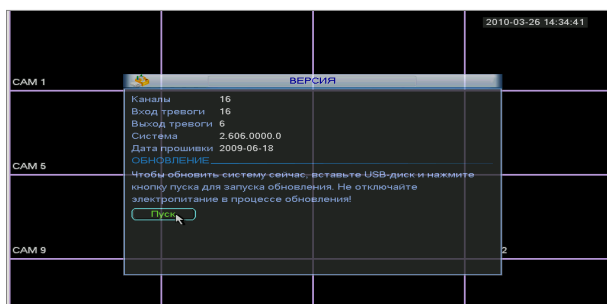 2010-03-26 14:34:41
ВЕРСИЯ
CAM 1
Каналы 16
Вход тревоги 16
Выход тревоги 6
Система 2.606.0000.0
Дата прошивки 2009-06-18
ОБНОВЛЕНИЕ
CAM 5
Чтобы обновить систему сейчас, вставьте USB-диск и нажмите
кнопку пуска для запуска обновления. Не отключайте
электропитание в процессе обновления!
Пуск
CAM 9
2